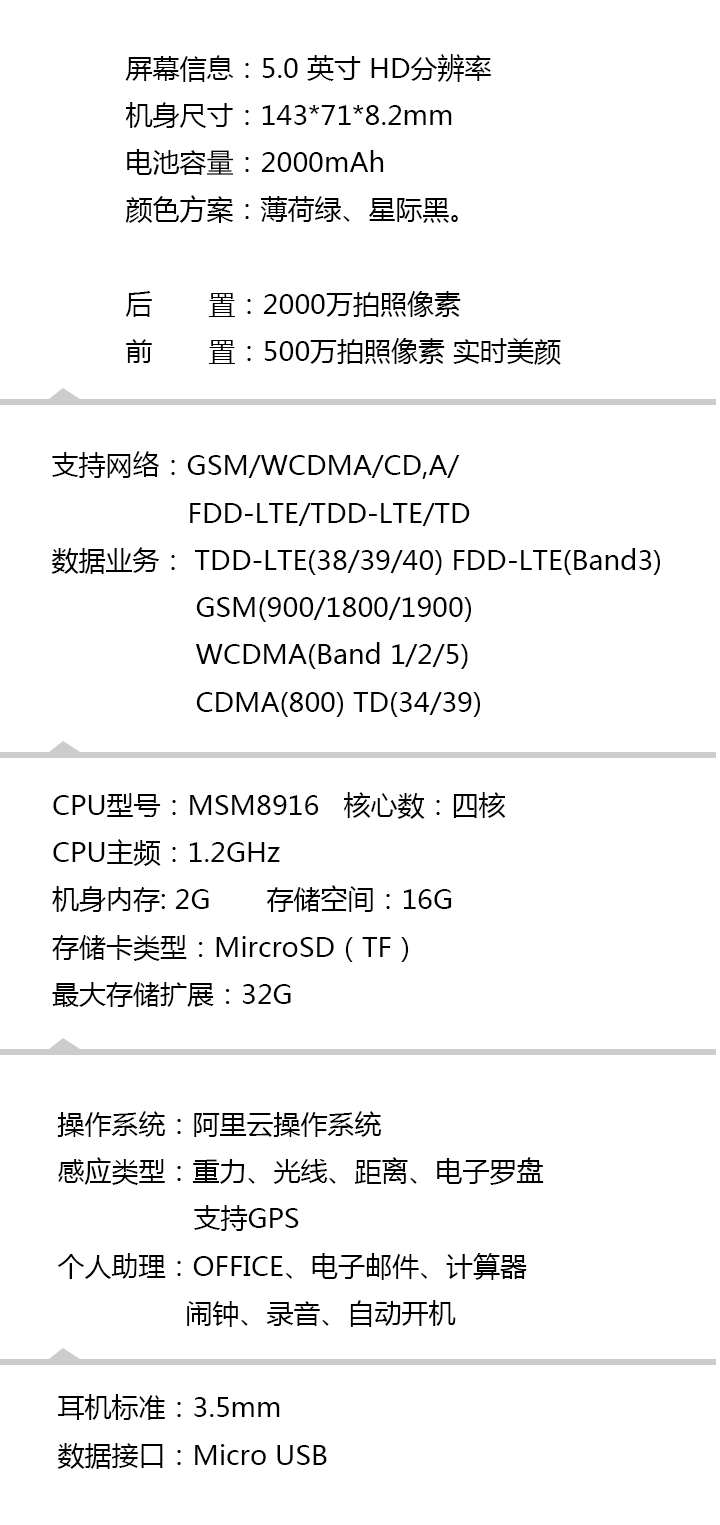 屏幕信息：5.0 英寸 HD分辨率
机身尺寸：143*71*8.2mm
电池容量：2000mAh
颜色方案：薄荷绿、星际黑。
后 置：2000万拍照像素
前 置：500万拍照像素 实时美颜
支持网络：GSM/WCDMA/CD,A/
FDD-LTE/TDD-LTE/TD
数据业务： TDD-LTE(38/39/40) FDD-LTE(Band3)
GSM(900/1800/1900)
WCDMA(Band 1/2/5)
CDMA(800) TD(34/39)
CPU型号：MSM8916 核心数：四核
CPU主频：1.2GHz
机身内存: 2G 存储空间：16G
存储卡类型：MircroSD（TF）
最大存储扩展：32G
操作系统：阿里云操作系统
感应类型：重力、光线、距离、电子罗盘
支持GPS
个人助理：OFFICE、电子邮件、计算器
闹钟、录音、自动开机
耳机标准：3.5mm
数据接口：Micro USB